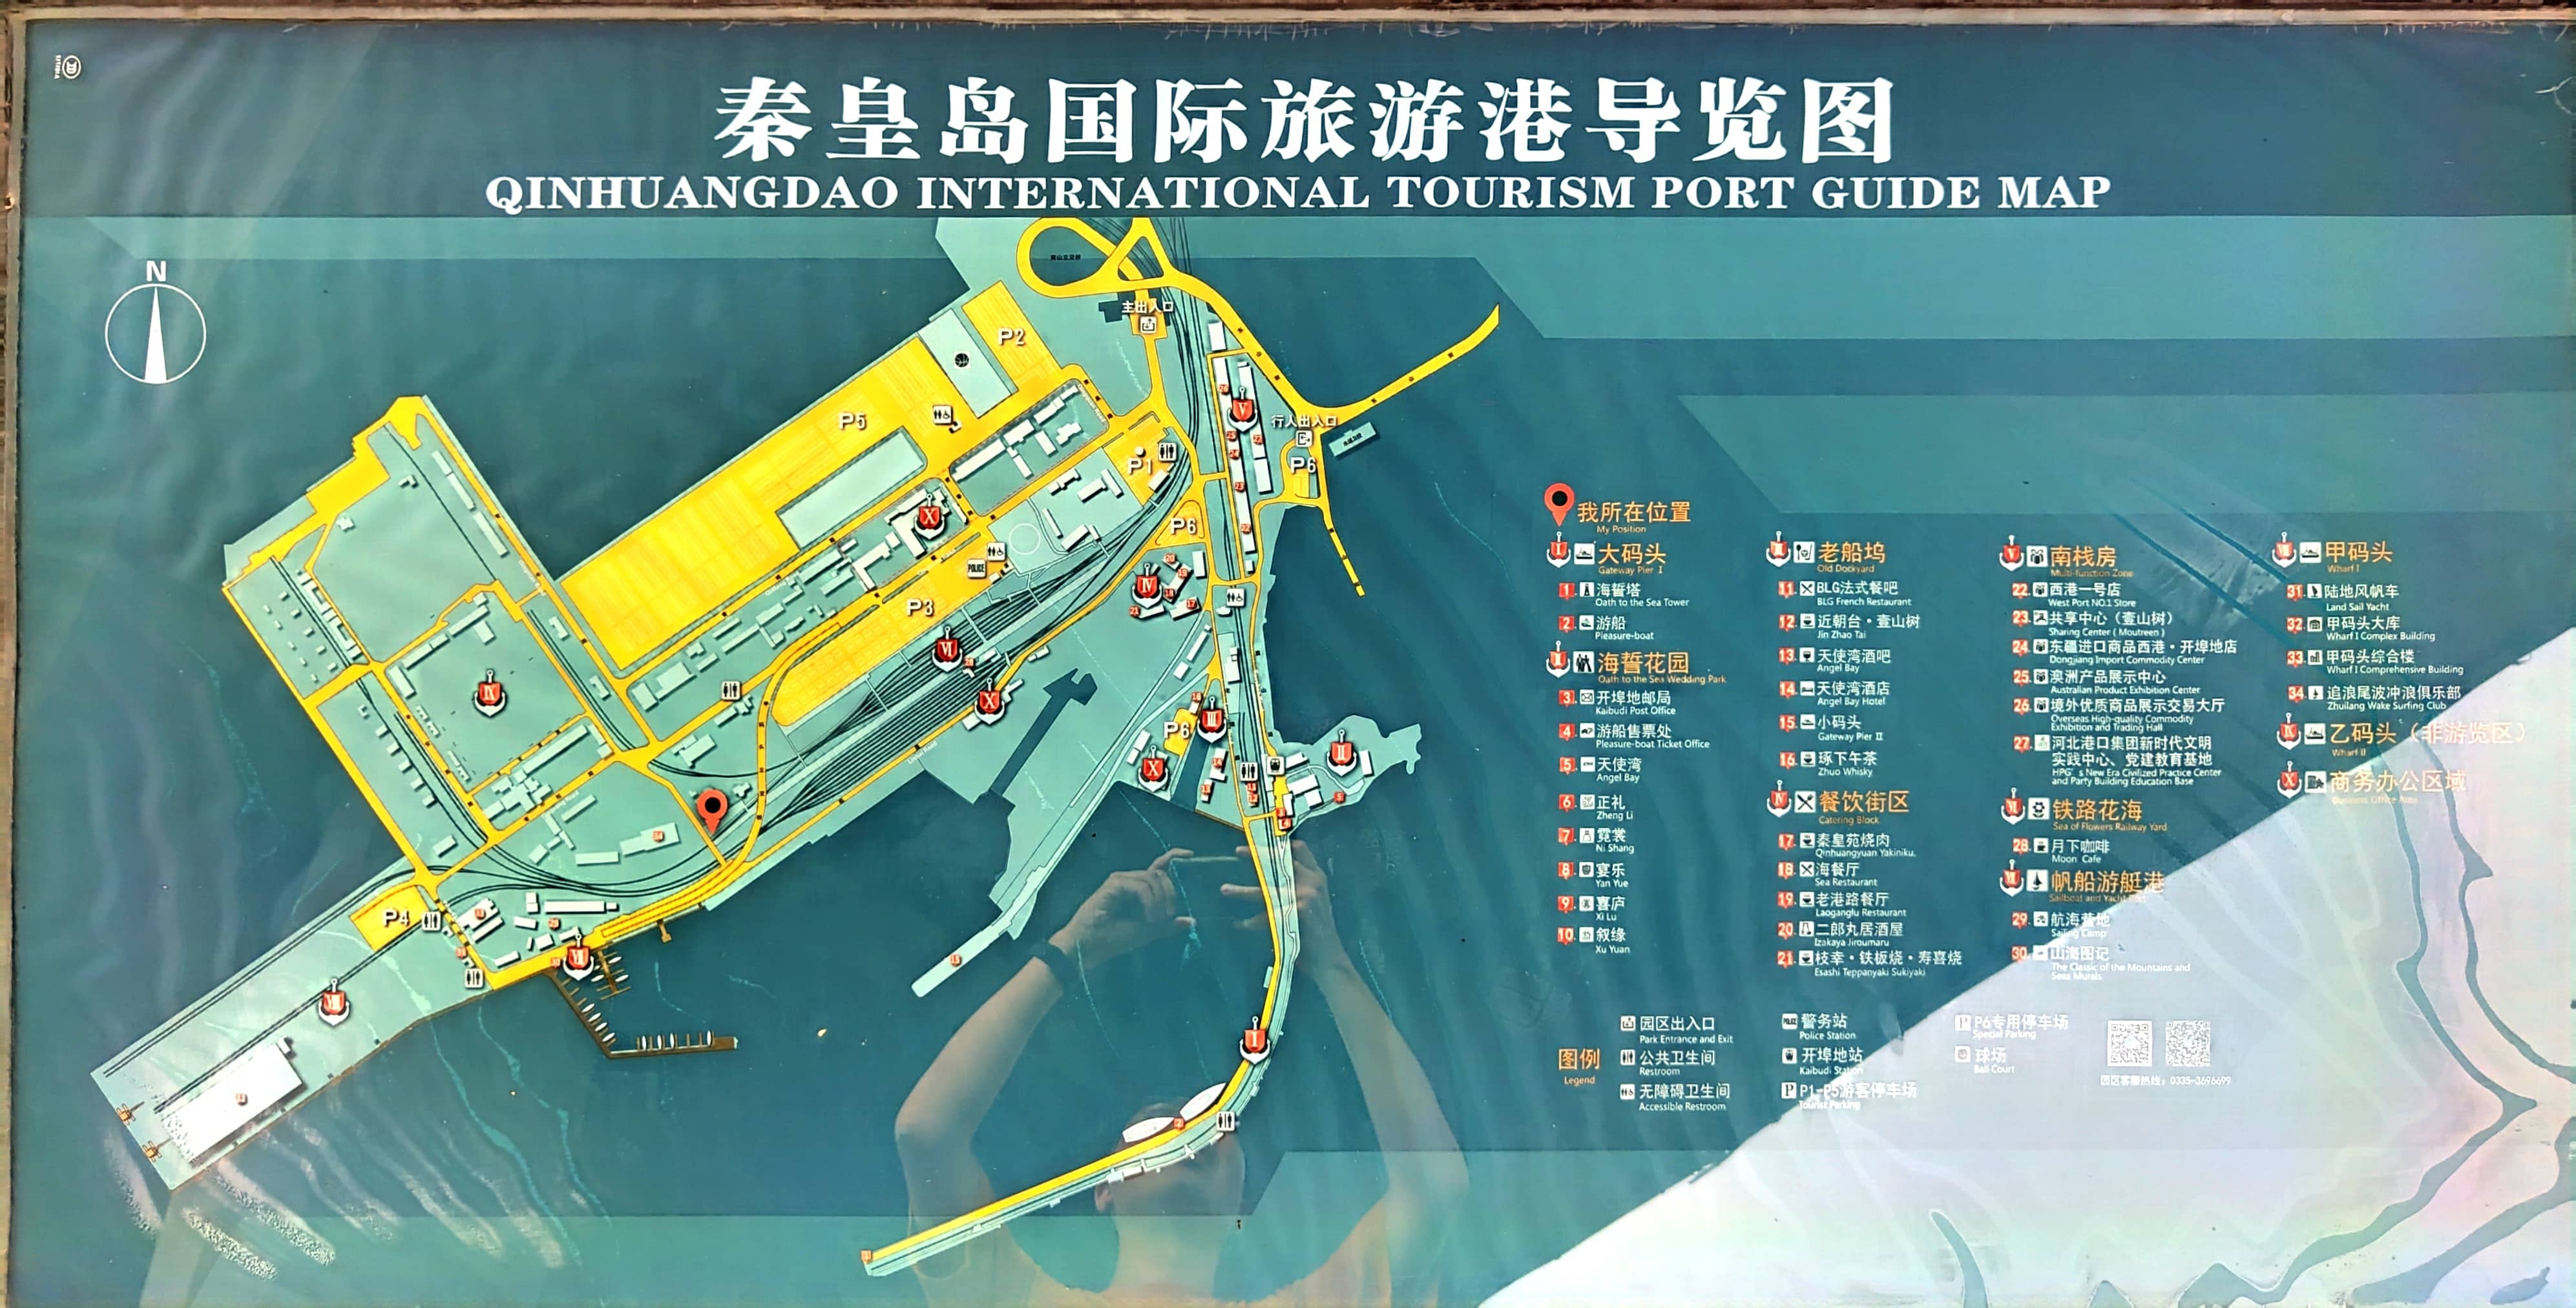 秦皇岛国际旅游港导览图
QINHUANGDAO INTERNATIONAL TOURISM PORT GUIDE MAP
N
主出入口
P2
P5
行人出入口
P1
P6
V
X
P6
POLICE
P3
IV
VI
X
IX
P6
III
X
II
P4
VII
VIII
I
我所在位置
My Position
I 大码头
Gateway Pier I
1. 海誓塔
Oath to the Sea Tower
2. 游船
Pleasure-boat
II 海誓花园
Oath to the Sea Wedding Park
3. 开埠地邮局
Kaibudi Post Office
4. 游船售票处
Pleasure-boat Ticket Office
5. 天使湾
Angel Bay
6. 正礼
Zheng Li
7. 霓裳
Ni Shang
8. 宴乐
Yan Yue
9. 喜庐
Xi Lu
10. 叙缘
Xu Yuan
III 老船坞
Old Dockyard
11. BLG法式餐吧
BLG French Restaurant
12. 近朝台·壹山树
Jin Zhao Tai
13. 天使湾酒吧
Angel Bay
14. 天使湾酒店
Angel Bay Hotel
15. 小码头
Gateway Pier II
16. 琢下午茶
Zhuo Whisky
IV 餐饮街区
Catering Block
17. 秦皇苑烧肉
Qinhuangyuan Yakiniku
18. 海餐厅
Sea Restaurant
19. 老港路餐厅
Laoganglu Restaurant
20. 二郎丸居酒屋
Izakaya Jiroumaru
21. 枝幸·铁板烧·寿喜烧
Esashi Teppanyaki Sukiyaki
V 南栈房
Multi-function Zone
22. 西港一号店
West Port NO.1 Store
23. 共享中心（壹山树）
Sharing Center ( Moutreen )
24. 东疆进口商品西港·开埠地店
Dongjiang Import Commodity Center
25. 澳洲产品展示中心
Australian Product Exhibition Center
26. 境外优质商品展示交易大厅
Overseas High-quality Commodity
Exhibition and Trading Hall
27. 河北港口集团新时代文明
实践中心、党建教育基地
HPG's New Era Civilized Practice Center
and Party Building Education Base
VI 铁路花海
Sea of Flowers Railway Yard
28. 月下咖啡
Moon Cafe
VII 帆船游艇港
Sailboat and Yacht Port
29. 航海营地
Sailing Camp
30. 山海图记
The Classic of the Mountains and
Seas Murals
VIII 甲码头
Wharf I
31. 陆地风帆车
Land Sail Yacht
32. 甲码头大库
Wharf I Complex Building
33. 甲码头综合楼
Wharf I Comprehensive Building
34. 追浪尾波冲浪俱乐部
Zhuilang Wake Surfing Club
IX 乙码头（非游览区）
Wharf II
X 商务办公区域
Business Office Area
图例
Legend
园区出入口
Park Entrance and Exit
公共卫生间
Restroom
无障碍卫生间
Accessible Restroom
警务站
Police Station
开埠地站
Kaibudi Station
P P1-P5游客停车场
Tourist Parking
P P6专用停车场
Special Parking
球场
Ball Court
园区客服热线：0335-3696699